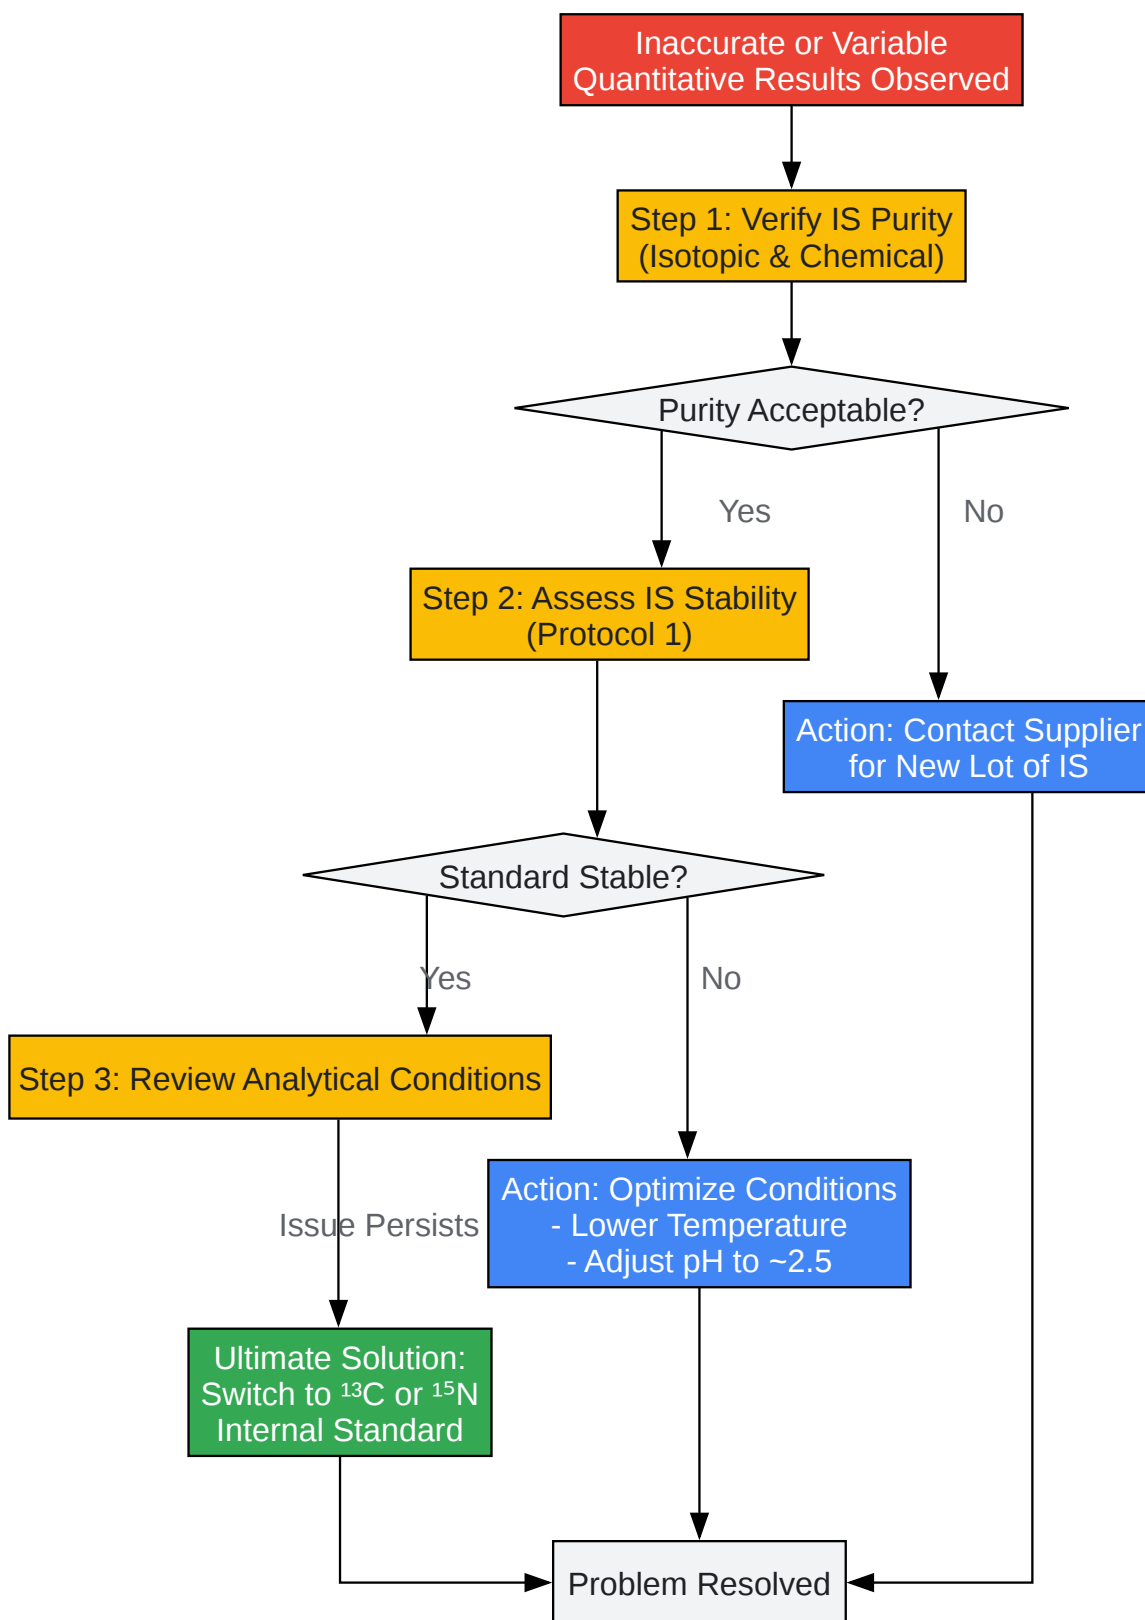 Inaccurate or Variable
Quantitative Results Observed
Step 1: Verify IS Purity
(Isotopic & Chemical)
Purity Acceptable?
Yes
No
Step 2: Assess IS Stability
(Protocol 1)
Action: Contact Supplier
for New Lot of IS
Standard Stable?
Yes
No
Step 3: Review Analytical Conditions
Action: Optimize Conditions
- Lower Temperature
- Adjust pH to ~2.5
Issue Persists
Ultimate Solution:
Switch to ¹³C or ¹⁵N
Internal Standard
Problem Resolved